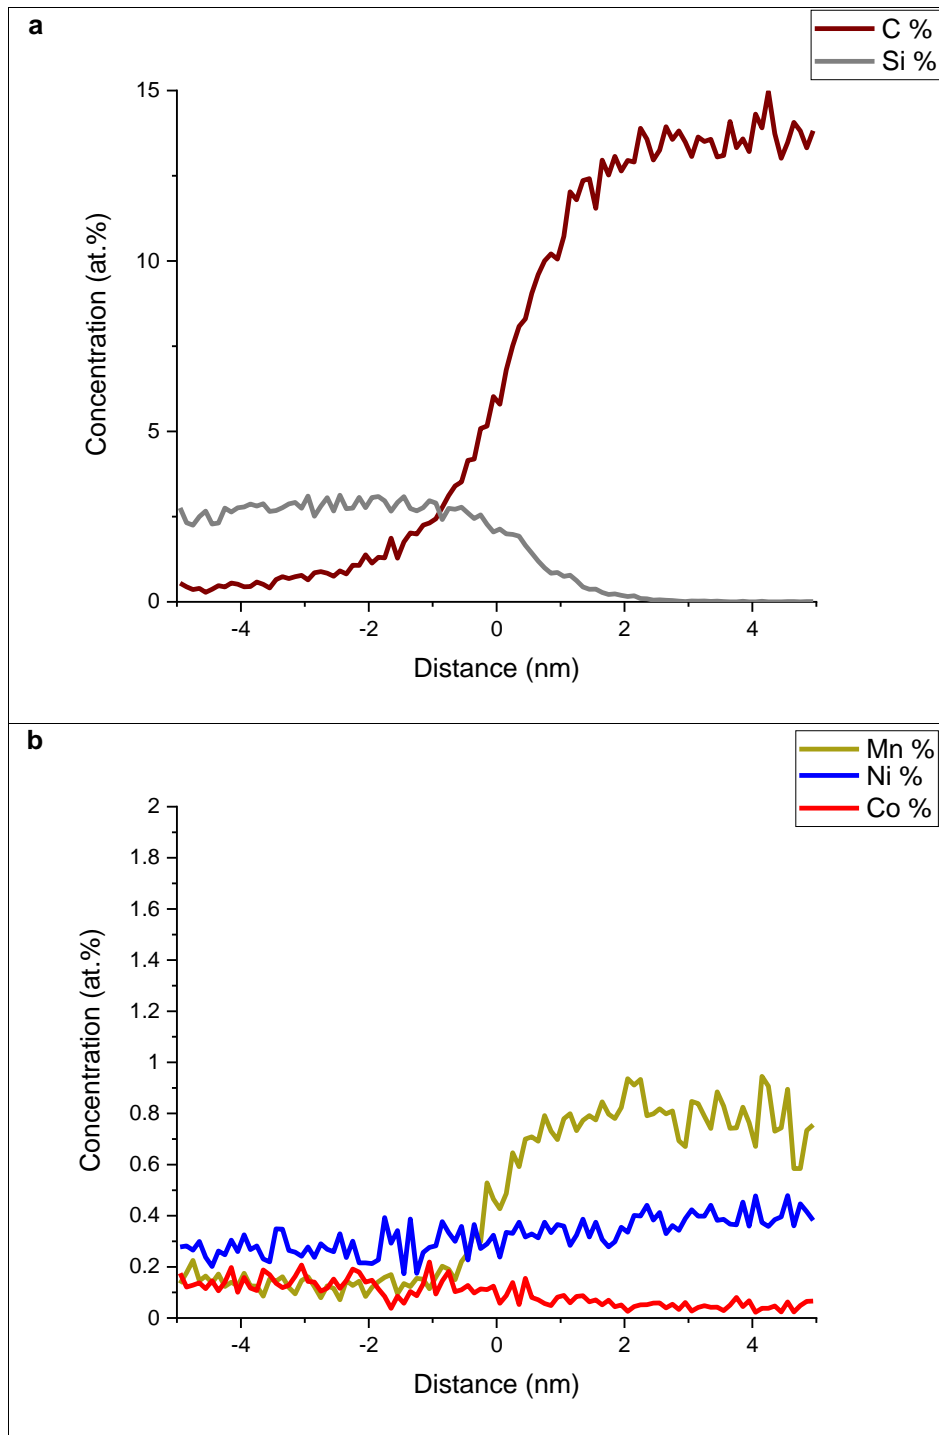 a
C %
Si %
15
10
5
0
Concentration (at.%)
-4
-2
0
2
4
Distance (nm)
b
Mn %
Ni %
Co %
2
1.8
1.6
1.4
1.2
1
0.8
0.6
0.4
0.2
0
Concentration (at.%)
-4
-2
0
2
4
Distance (nm)